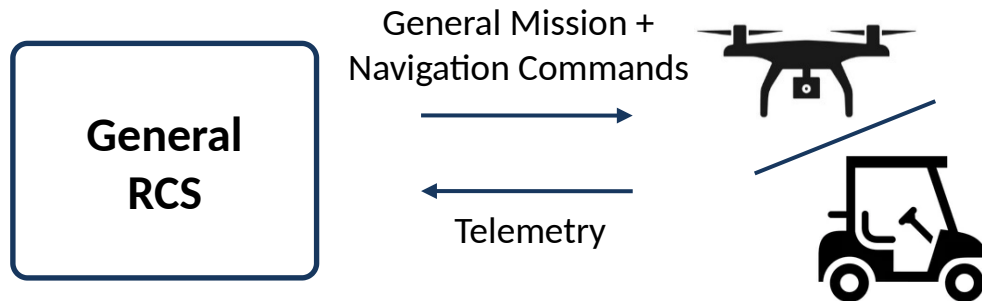 General Mission +
Navigation Commands
General
RCS
Telemetry